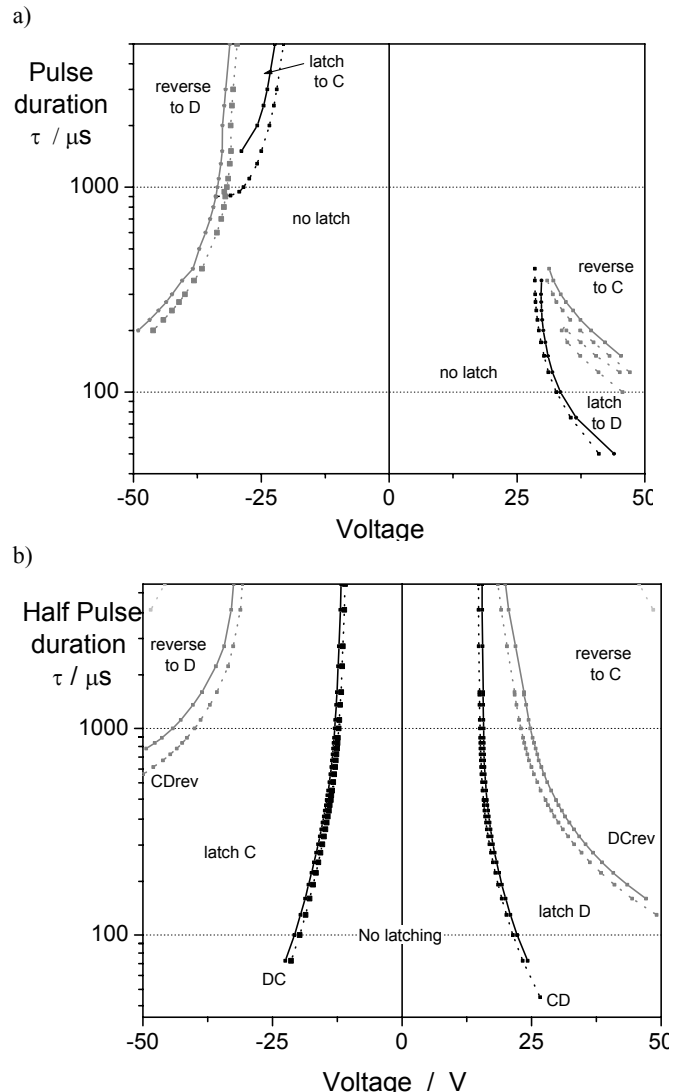 a)
Pulse
duration
τ / μs
reverse
to D
latch
to C
1000
no latch
reverse
to C
no latch
latch
to D
100
-50
-25
0
25
50
Voltage
b)
Half Pulse
duration
τ / μs
reverse
to D
reverse
to C
1000
CDrev
DCrev
latch C
latch D
100
No latching
DC
CD
-50
-25
0
25
50
Voltage / V